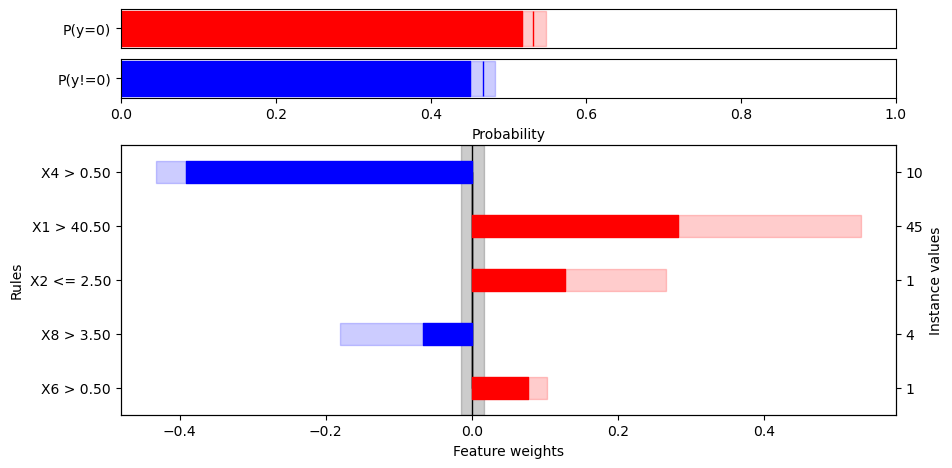 P(y=0)
P(y!=0)
0.0 0.2 0.4 0.6 0.8 1.0
Probability
X4 > 0.50 10
X1 > 40.50 45
X2 <= 2.50 1
X8 > 3.50 4
X6 > 0.50 1
Rules
Instance values
−0.4 −0.2 0.0 0.2 0.4
Feature weights